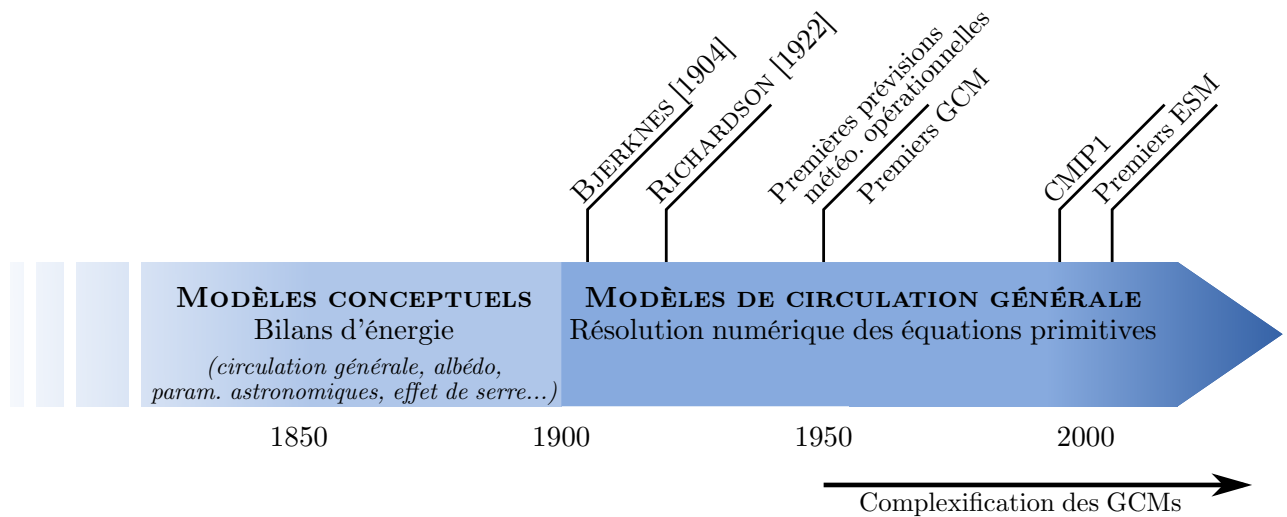 BJERKNES [1904]
RICHARDSON [1922]
Premières prévisions
météo. opérationnelles
Premiers GCM
CMIP1
Premiers ESM
MODÈLES CONCEPTUELS
Bilans d'énergie
(circulation générale, albédo,
param. astronomiques, effet de serre...)
MODÈLES DE CIRCULATION GÉNÉRALE
Résolution numérique des équations primitives
1850
1900
1950
2000
Complexification des GCMs